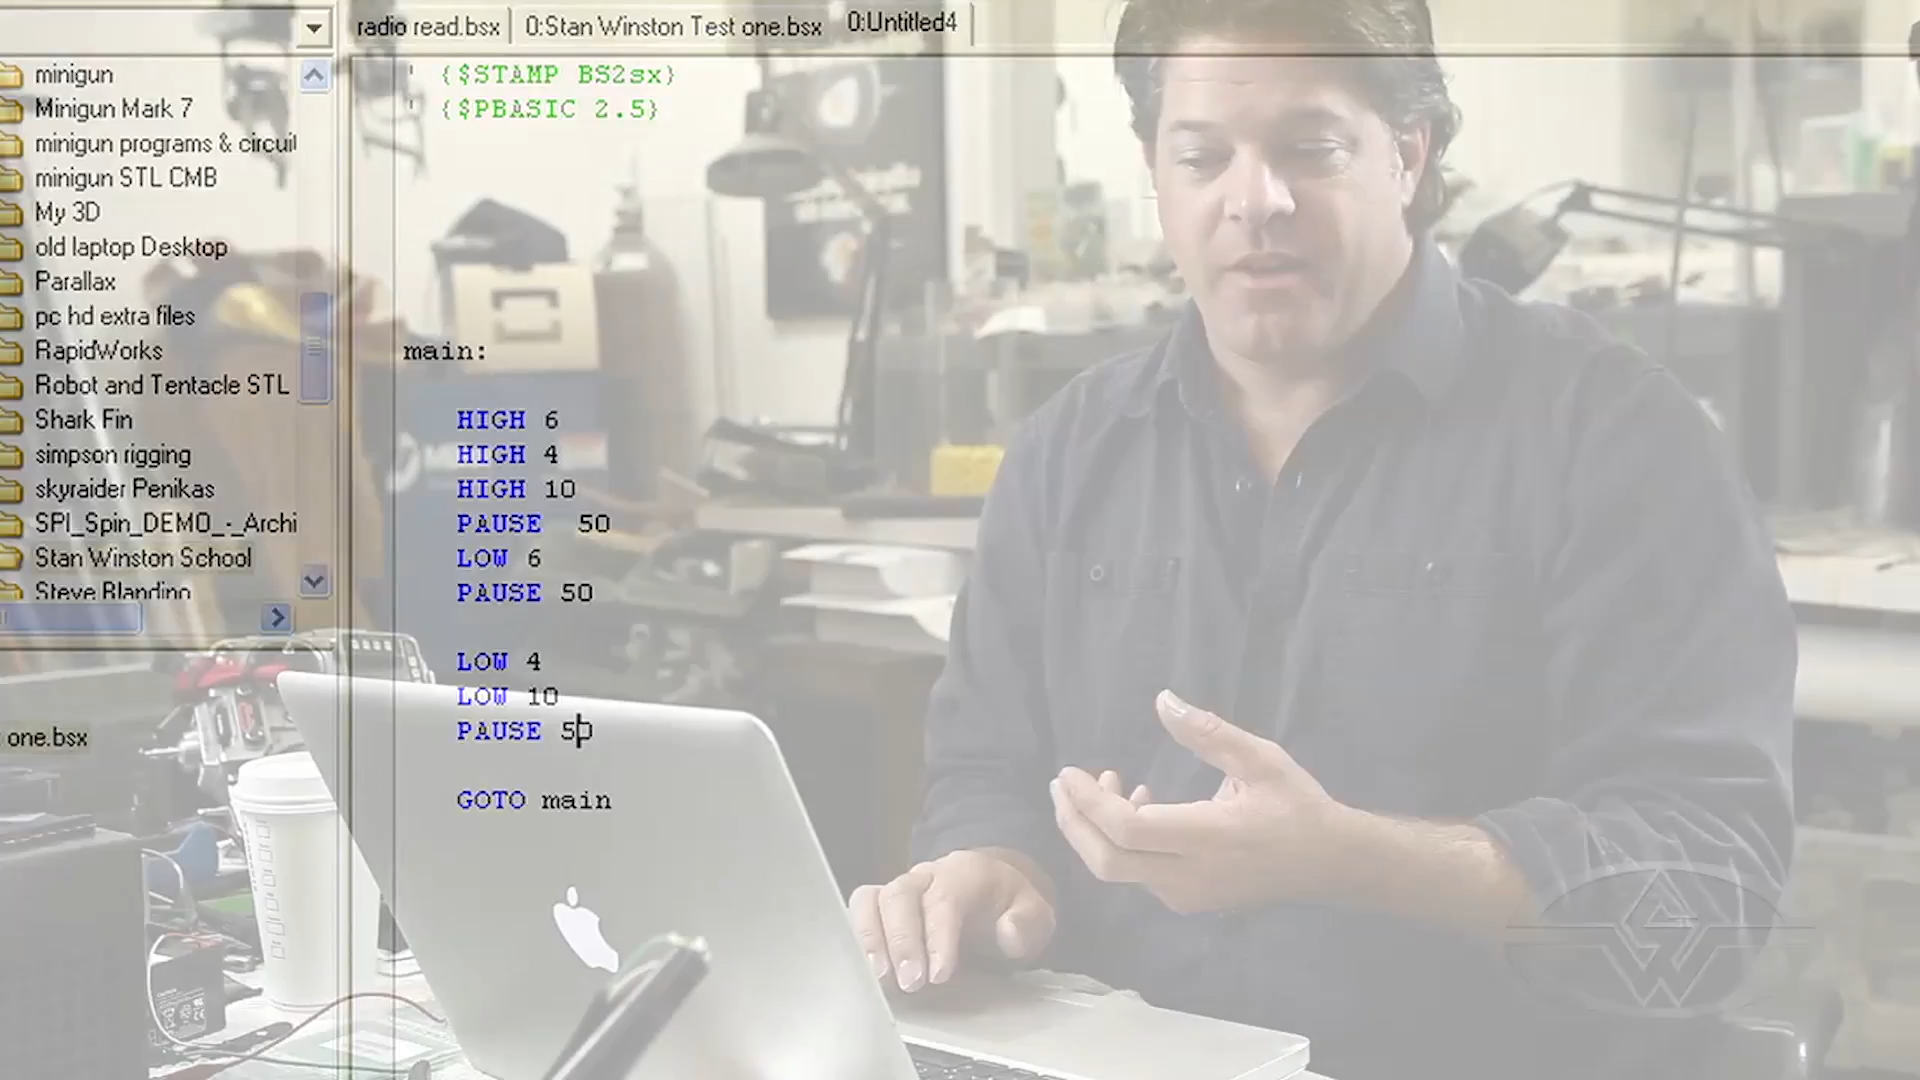 radio read.bsx 0:Stan Winston Test one.bsx 0:Untitled4
minigun
Minigun Mark 7
minigun programs & circuit
minigun STL CMB
My 3D
old laptop Desktop
Parallax
pc hd extra files
RapidWorks
Robot and Tentacle STL
Shark Fin
simpson rigging
skyraider Penikas
SPI_Spin_DEMO_-_Archi
Stan Winston School
Steve Blanding
one.bsx
' {$STAMP BS2sx}
' {$PBASIC 2.5}
main:
HIGH 6
HIGH 4
HIGH 10
PAUSE 50
LOW 6
PAUSE 50
LOW 4
LOW 10
PAUSE 50
GOTO main